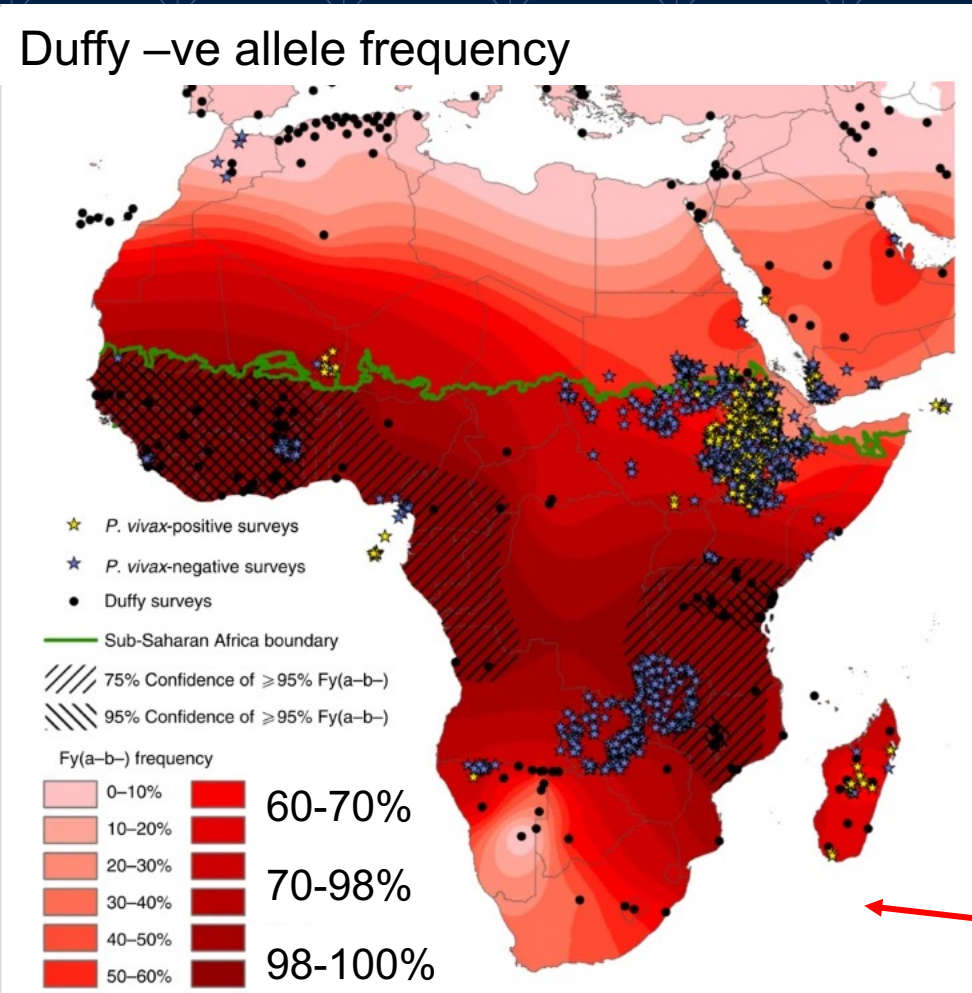 Duffy –ve allele frequency
P. vivax-positive surveys
P. vivax-negative surveys
Duffy surveys
Sub-Saharan Africa boundary
75% Confidence of ⩾95% Fy(a–b–)
95% Confidence of ⩾95% Fy(a–b–)
Fy(a–b–) frequency
0–10%
10–20%
20–30%
30–40%
40–50%
50–60%
60-70%
70-98%
98-100%